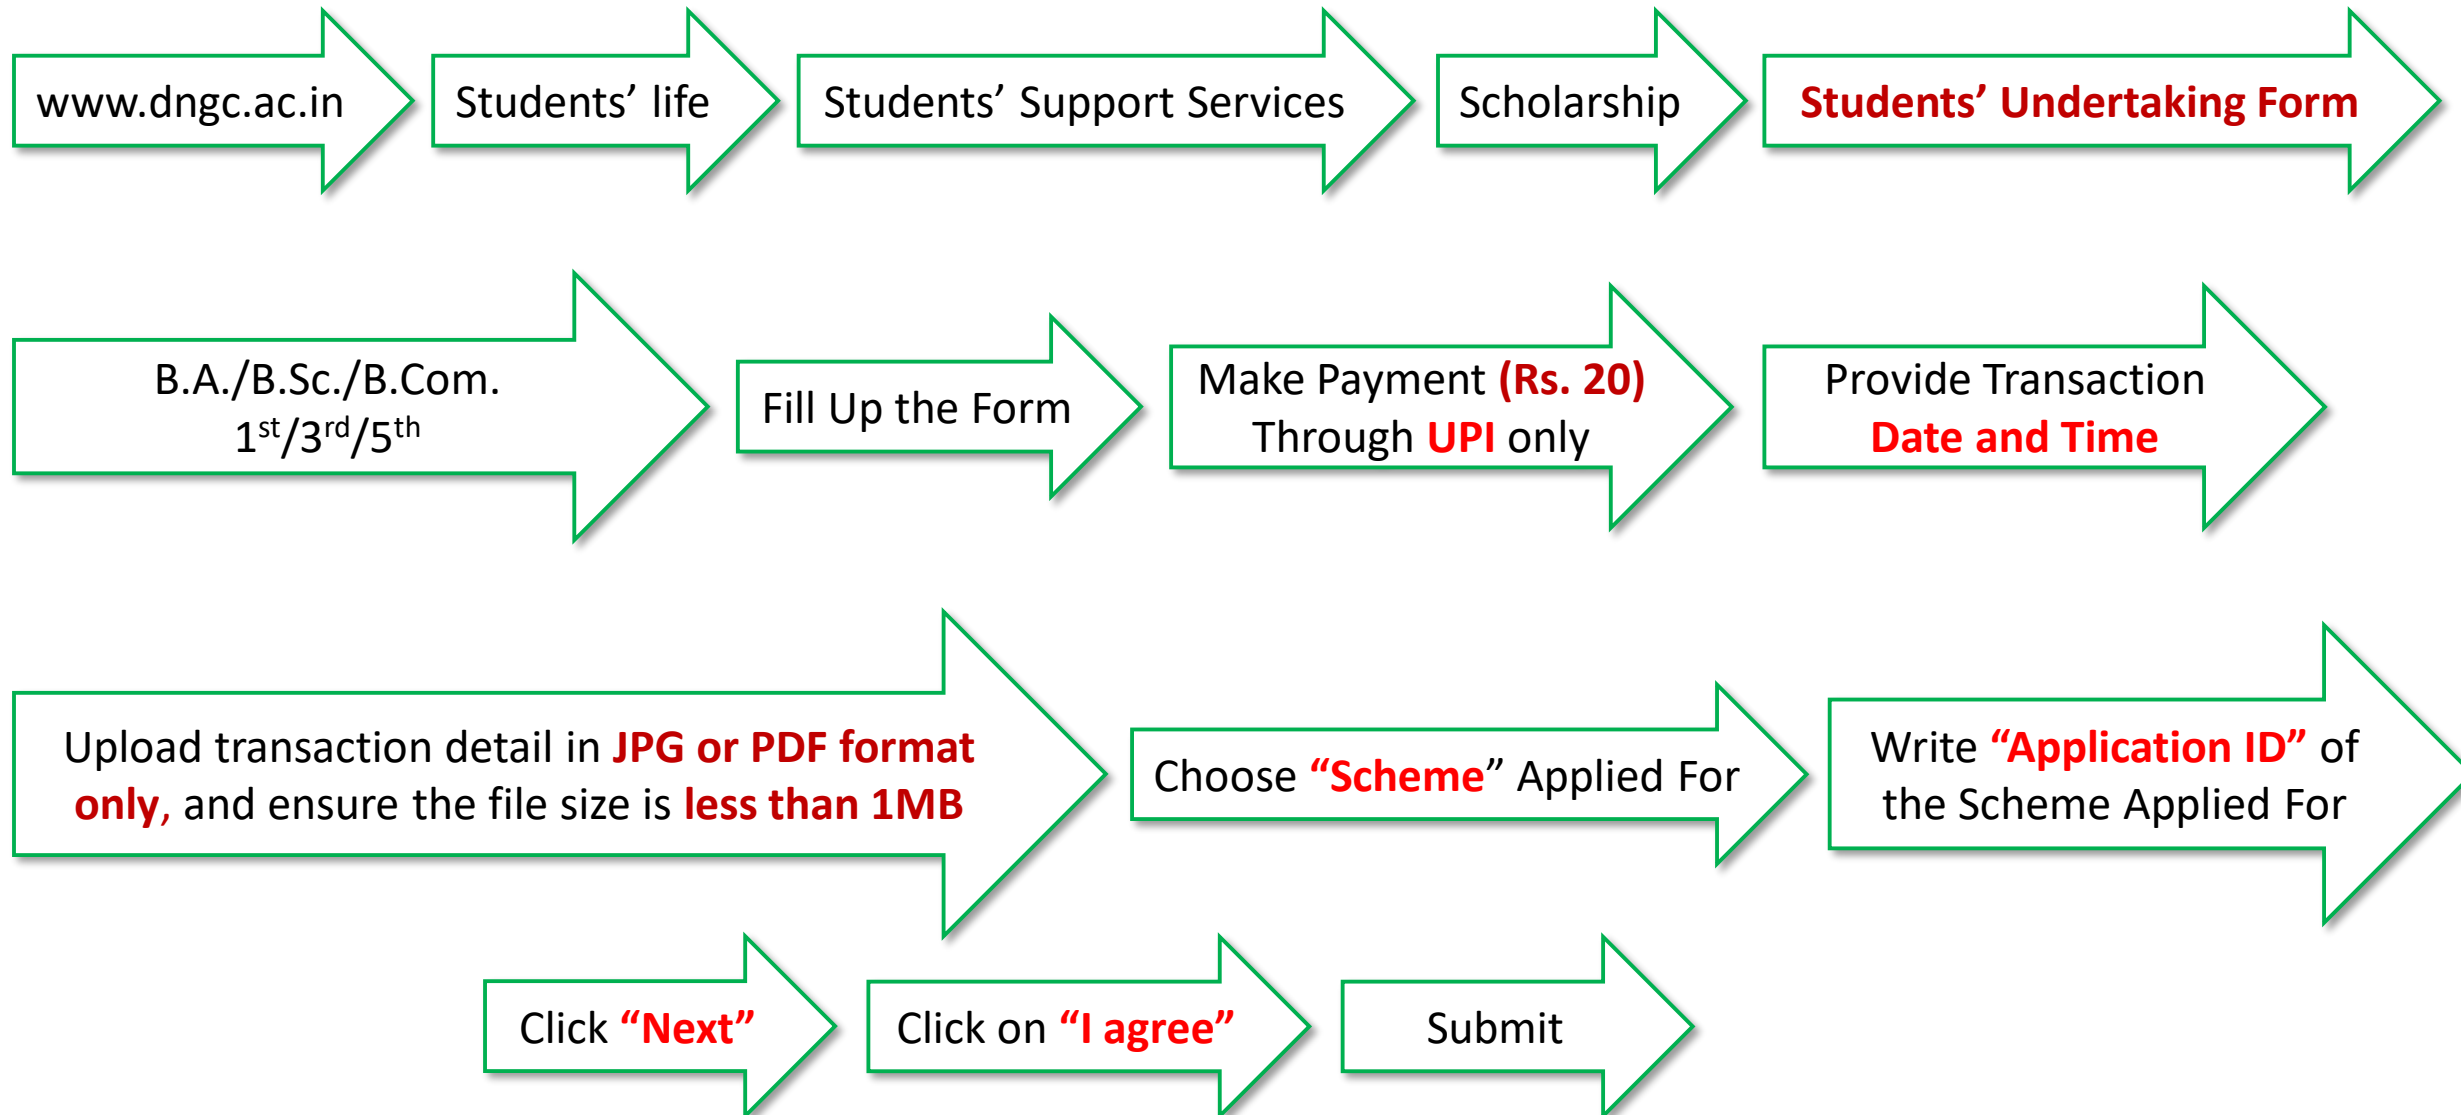 www.dngc.ac.in
Students’ life
Students’ Support Services
Scholarship
Students’ Undertaking Form
B.A./B.Sc./B.Com.
1st/3rd/5th
Fill Up the Form
Make Payment (Rs. 20)
Through UPI only
Provide Transaction
Date and Time
Upload transaction detail in JPG or PDF format
only, and ensure the file size is less than 1MB
Choose “Scheme” Applied For
Write “Application ID” of
the Scheme Applied For
Click “Next”
Click on “I agree”
Submit